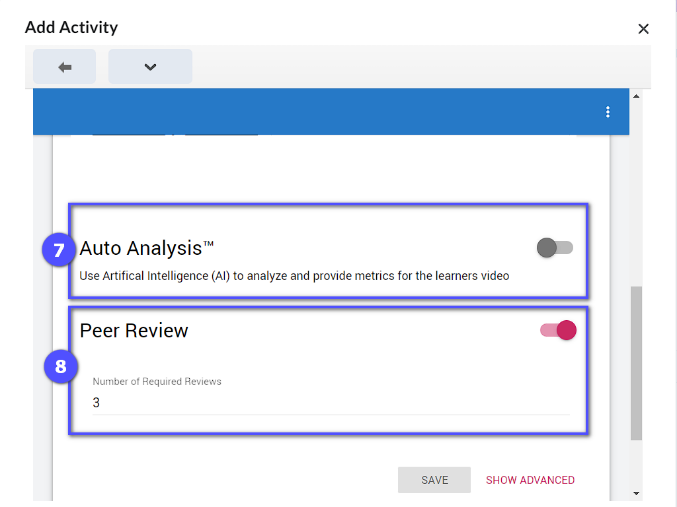 Add Activity
7
Auto Analysis™
Use Artifical Intelligence (AI) to analyze and provide metrics for the learners video
8
Peer Review
Number of Required Reviews
3
SAVE
SHOW ADVANCED